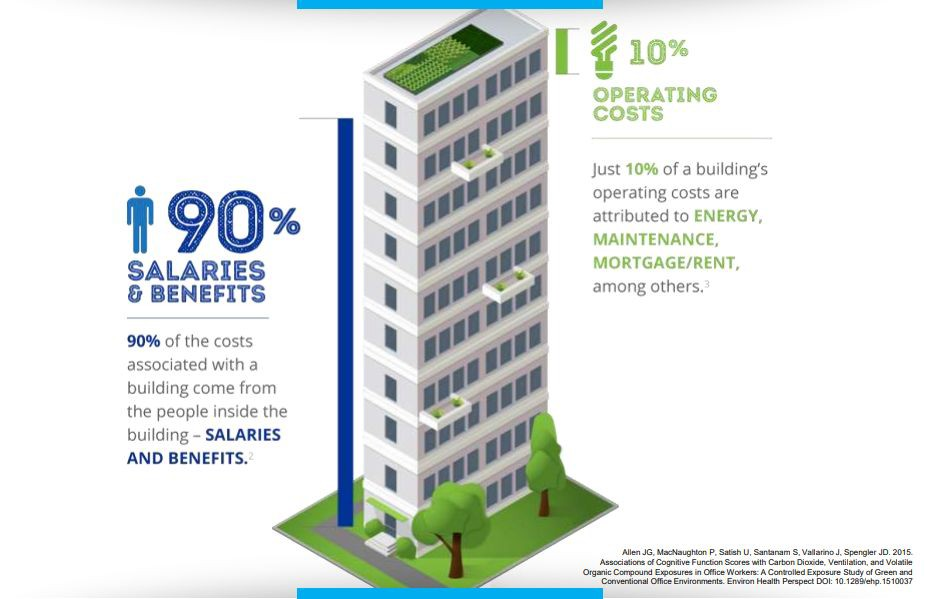 90%
SALARIES
& BENEFITS
90% of the costs
associated with a
building come from
the people inside the
building – SALARIES
AND BENEFITS.2
10%
OPERATING
COSTS
Just 10% of a building's
operating costs are
attributed to ENERGY,
MAINTENANCE,
MORTGAGE/RENT,
among others.3
Allen JG, MacNaughton P, Satish U, Santanam S, Vallarino J, Spengler JD. 2015.
Associations of Cognitive Function Scores with Carbon Dioxide, Ventilation, and Volatile
Organic Compound Exposures in Office Workers: A Controlled Exposure Study of Green and
Conventional Office Environments. Environ Health Perspect DOI: 10.1289/ehp.1510037